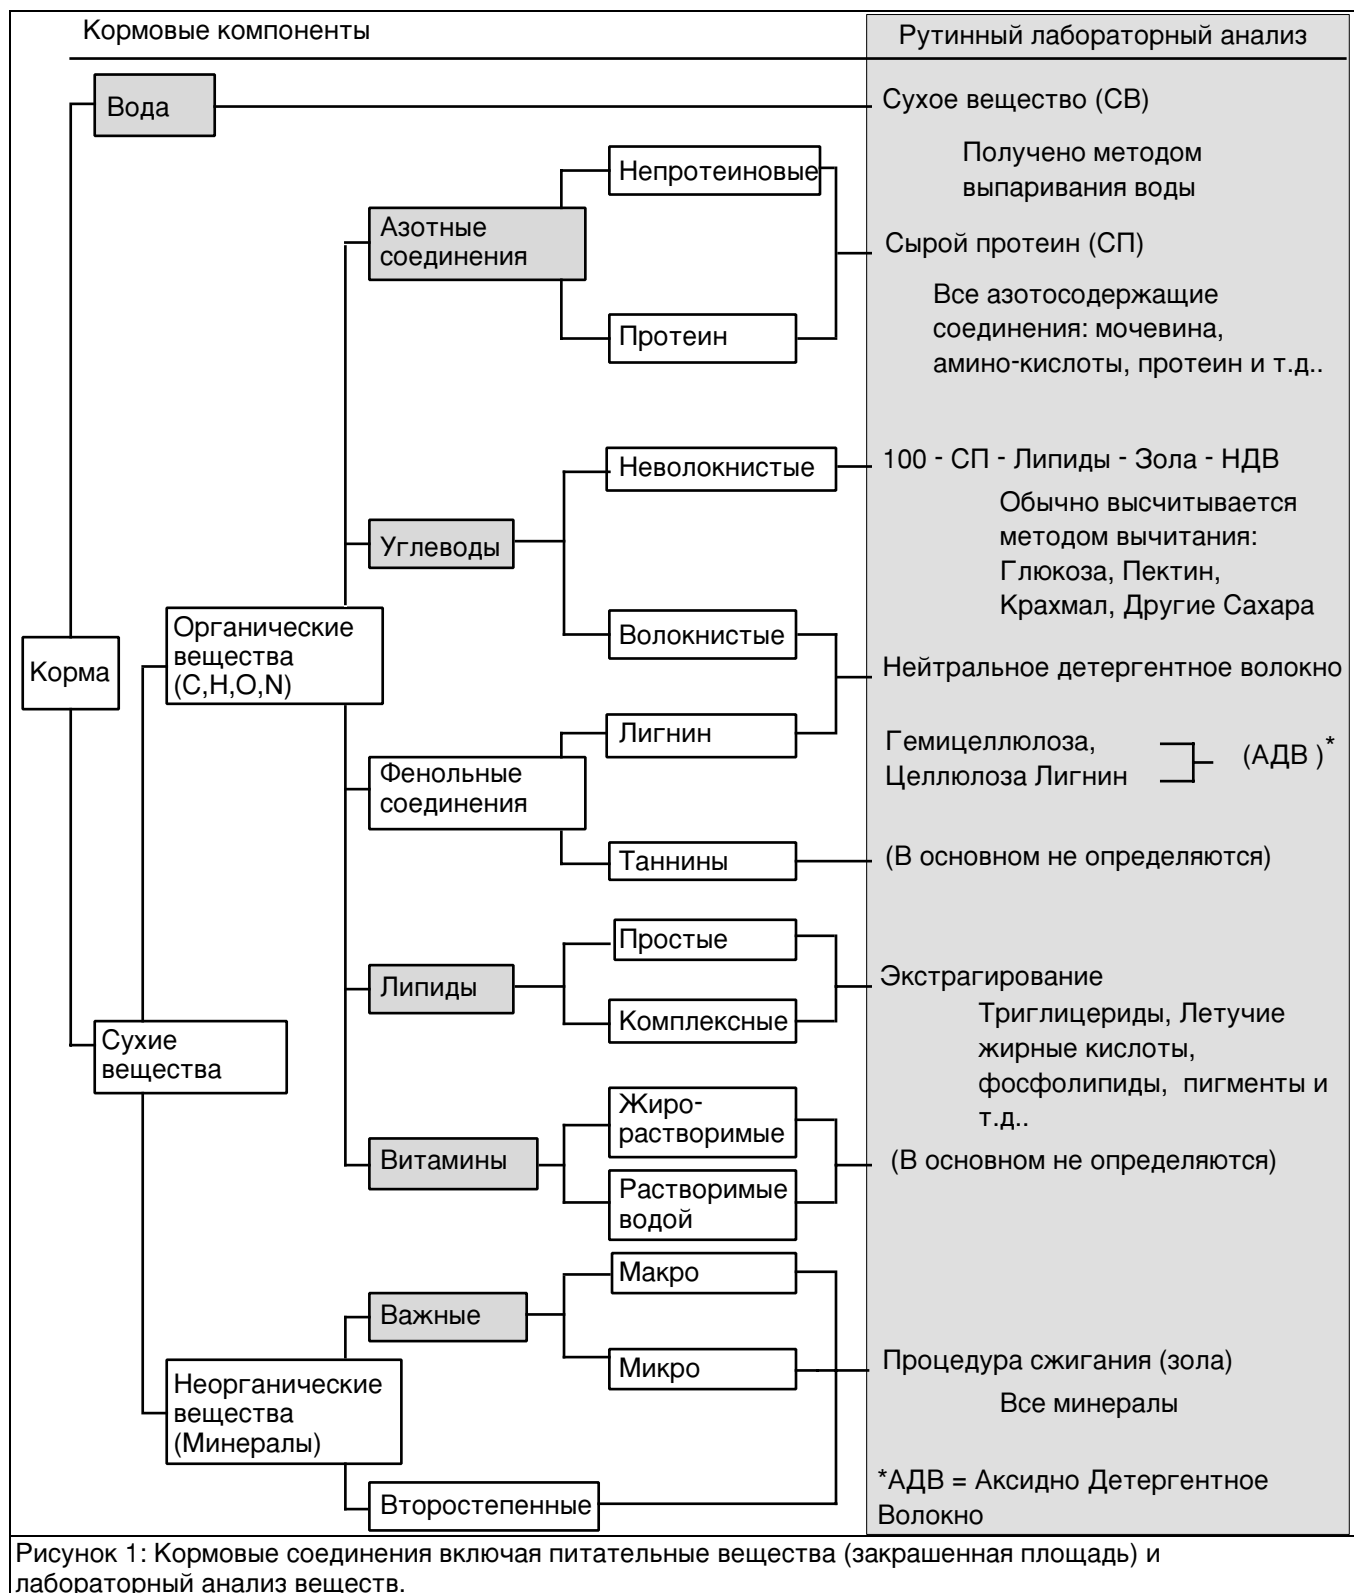 Кормовые компоненты
Рутинный лабораторный анализ
Вода
Сухое вещество (СВ)
Получено методом
выпаривания воды
Непротеиновые
Азотные
соединения
Сырой протеин (СП)
Все азотосодержащие
соединения: мочевина,
амино-кислоты, протеин и т.д..
Протеин
Неволокнистые
100 - СП - Липиды - Зола - НДВ
Обычно высчитывается
методом вычитания:
Глюкоза, Пектин,
Крахмал, Другие Сахара
Углеводы
Волокнистые
Органические
вещества
(C,H,O,N)
Корма
Нейтральное детергентное волокно
Лигнин
Гемицеллюлоза,
Целлюлоза Лигнин
(АДВ )*
Фенольные
соединения
Таннины
(В основном не определяются)
Простые
Липиды
Экстрагирование
Триглицериды, Летучие
жирные кислоты,
фосфолипиды, пигменты и
т.д..
Комплексные
Сухие
вещества
Жиро-
растворимые
Витамины
(В основном не определяются)
Растворимые
водой
Макро
Важные
Микро
Процедура сжигания (зола)
Все минералы
Неорганические
вещества
(Минералы)
Второстепенные
*АДВ = Аксидно Детергентное
Волокно
Рисунок 1: Кормовые соединения включая питательные вещества (закрашенная площадь) и
лабораторный анализ веществ.